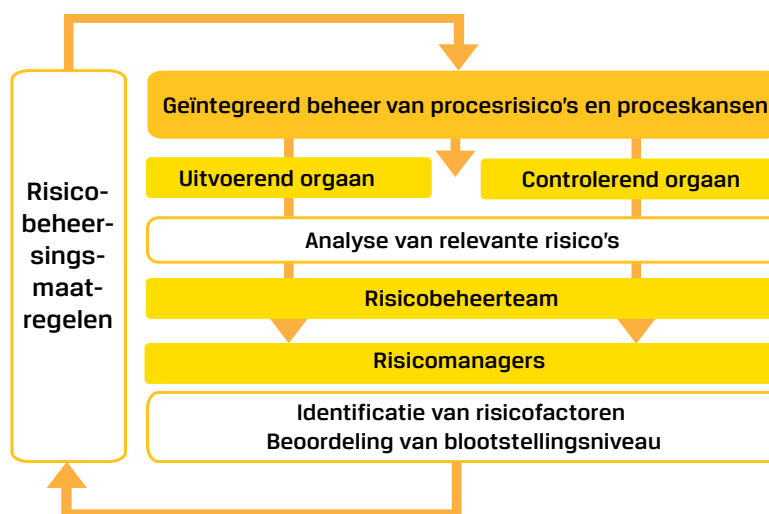 Geïntegreerd beheer van procesrisico's en proceskansen
Uitvoerend orgaan
Controlerend orgaan
Risico-
beheer-
sings-
maat-
regelen
Analyse van relevante risico's
Risicobeheerteam
Risicomanagers
Identificatie van risicofactoren
Beoordeling van blootstellingsniveau